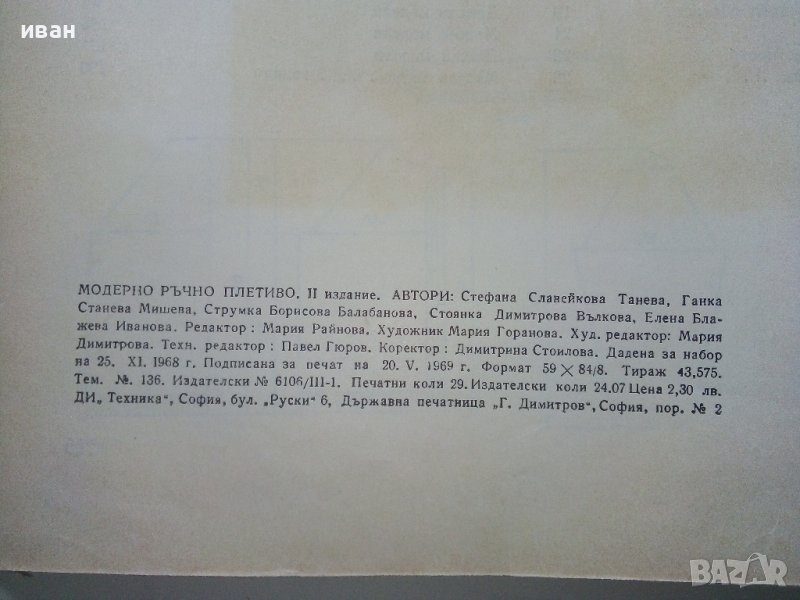 иван
МОДЕРНО РЪЧНО ПЛЕТИВО, II издание. АВТОРИ: Стефана Славейкова Танева, Ганка
Станева Мишева, Струмка Борисова Балабанова, Стоянка Димитрова Вълкова, Елена Бла-
жева Иванова. Редактор : Мария Райнова. Художник Мария Горанова. Худ. редактор: Мария
Димитрова. Техн. редактор : Павел Гюров. Коректор : Димитрина Стоилова. Дадена за набор
на 25. XI. 1968 г. Подписана за печат на 20. V. 1969 г. Формат 59 × 84/8. Тираж 43,575.
Тем. №. 136. Издателски № 6106/III-1. Печатни коли 29. Издателски коли 24.07 Цена 2,30 лв.
ДИ„ Техника“, София, бул. „Руски“ 6, Държавна печатница „Г. Димитров“, София, пор. № 2
BAZAR